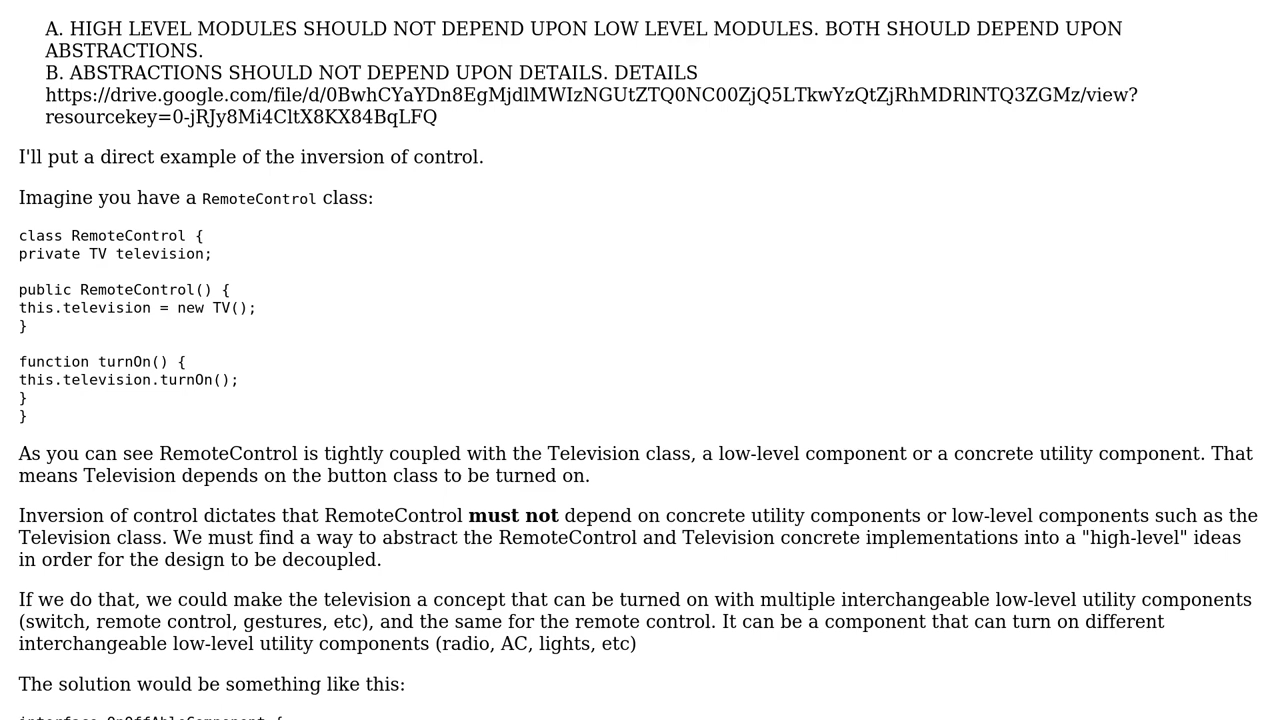 A. HIGH LEVEL MODULES SHOULD NOT DEPEND UPON LOW LEVEL MODULES. BOTH SHOULD DEPEND UPON
ABSTRACTIONS.
B. ABSTRACTIONS SHOULD NOT DEPEND UPON DETAILS. DETAILS
https://drive.google.com/file/d/0BwhCYaYDn8EgMjdlMWIzNGUtZTQ0NC00ZjQ5LTkwYzQtZjRhMDRlNTQ3ZGMz/view?
resourcekey=0-jRJy8Mi4CltX8KX84BqLFQ
I'll put a direct example of the inversion of control.
Imagine you have a RemoteControl class:
class RemoteControl {
private TV television;
public RemoteControl() {
this.television = new TV();
}
function turnOn() {
this.television.turnOn();
}
}
As you can see RemoteControl is tightly coupled with the Television class, a low-level component or a concrete utility component. That
means Television depends on the button class to be turned on.
Inversion of control dictates that RemoteControl must not depend on concrete utility components or low-level components such as the
Television class. We must find a way to abstract the RemoteControl and Television concrete implementations into a "high-level" ideas
in order for the design to be decoupled.
If we do that, we could make the television a concept that can be turned on with multiple interchangeable low-level utility components
(switch, remote control, gestures, etc), and the same for the remote control. It can be a component that can turn on different
interchangeable low-level utility components (radio, AC, lights, etc)
The solution would be something like this:
interface OnOffAbleComponent {